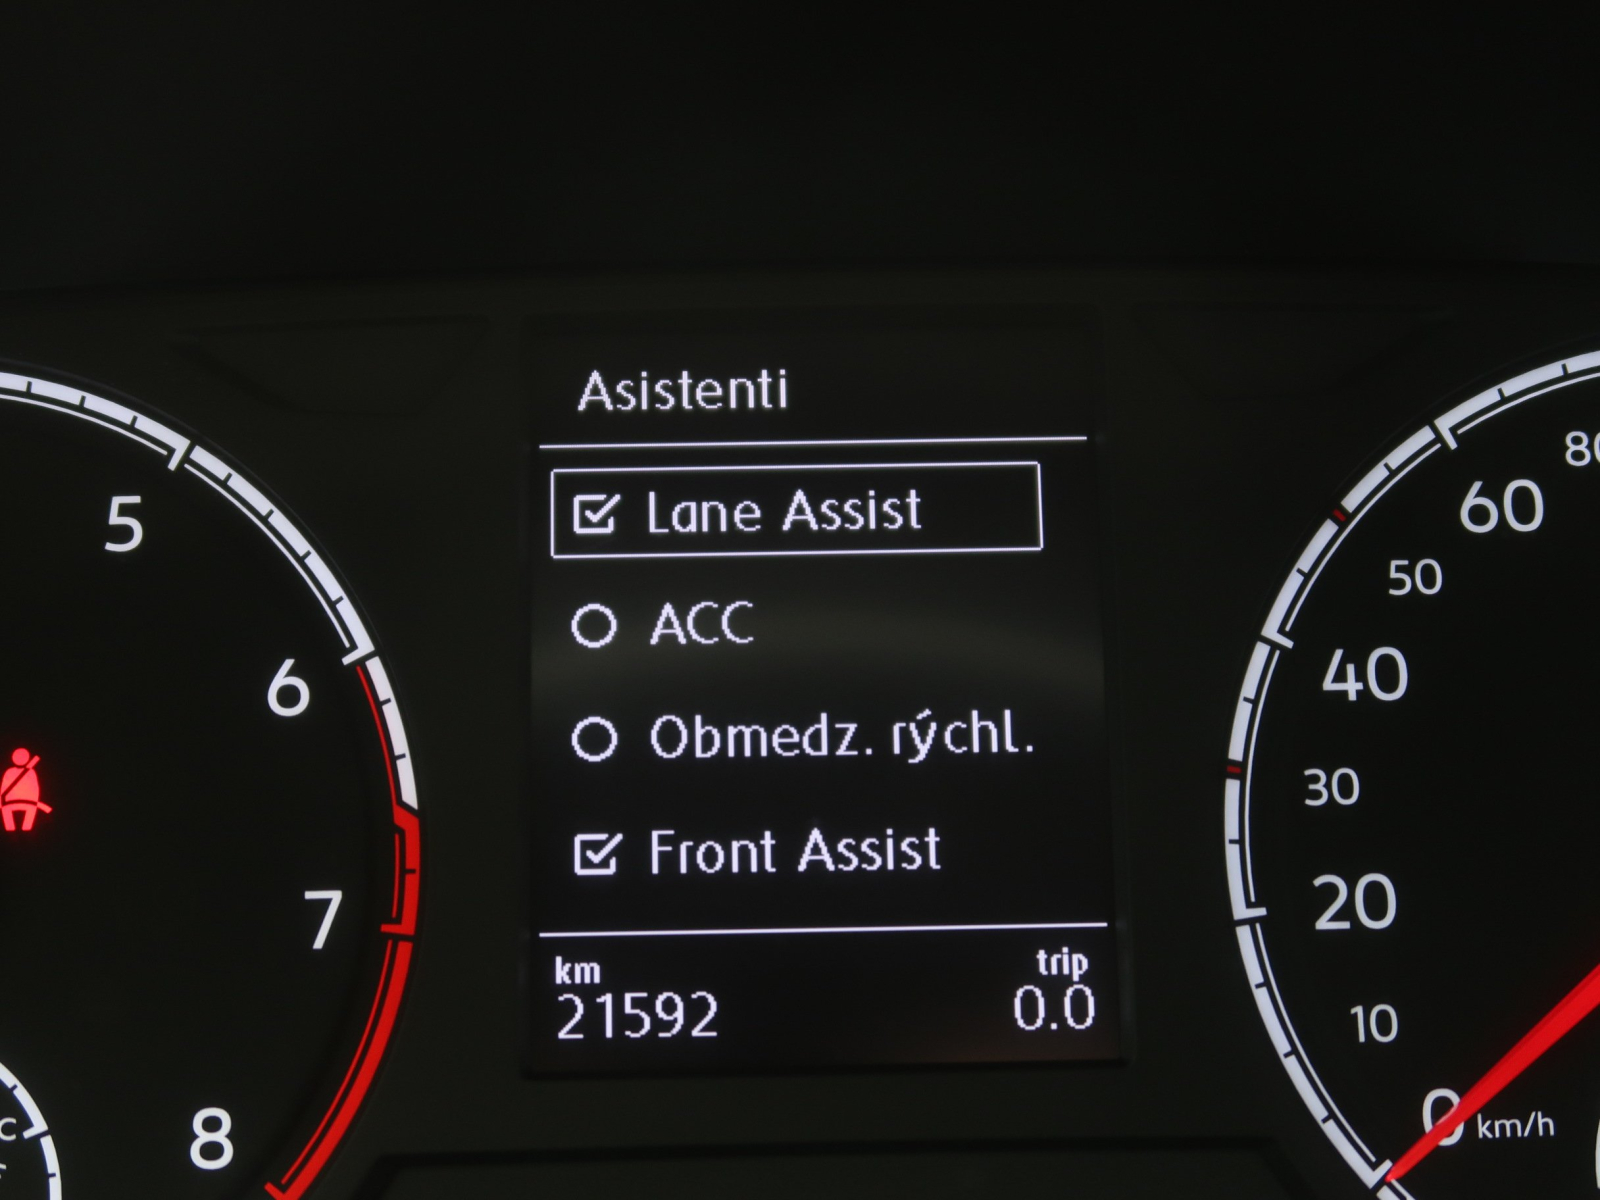 Asistenti
Lane Assist
ACC
Obmedz. rýchl.
Front Assist
km
trip
21592
0.0
5
6
7
8
80
60
50
40
30
20
10
0 km/h